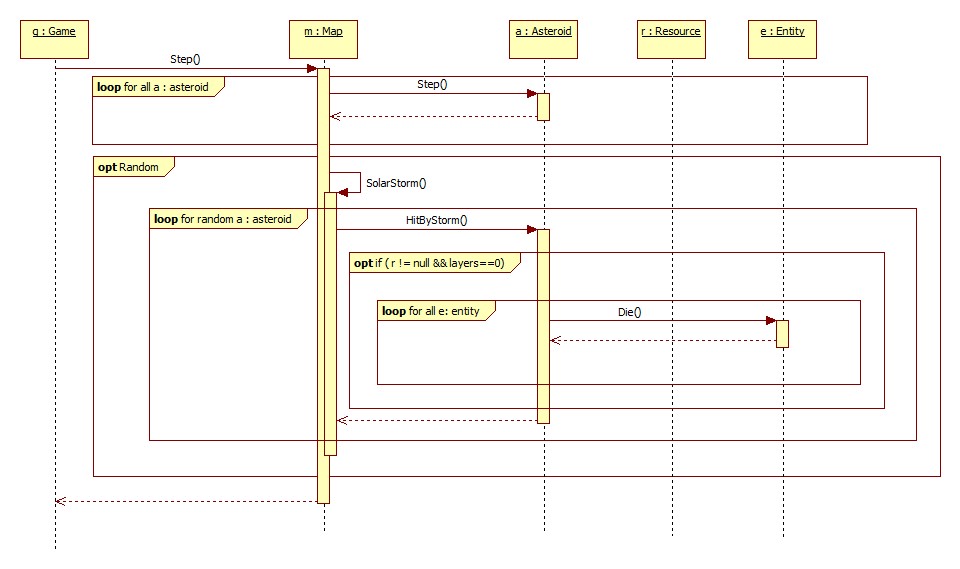 g : Game
m : Map
a : Asteroid
r : Resource
e : Entity
Step()
loop for all a : asteroid
Step()
opt Random
SolarStorm()
loop for random a : asteroid
HitByStorm()
opt if ( r != null && layers==0)
loop for all e: entity
Die()